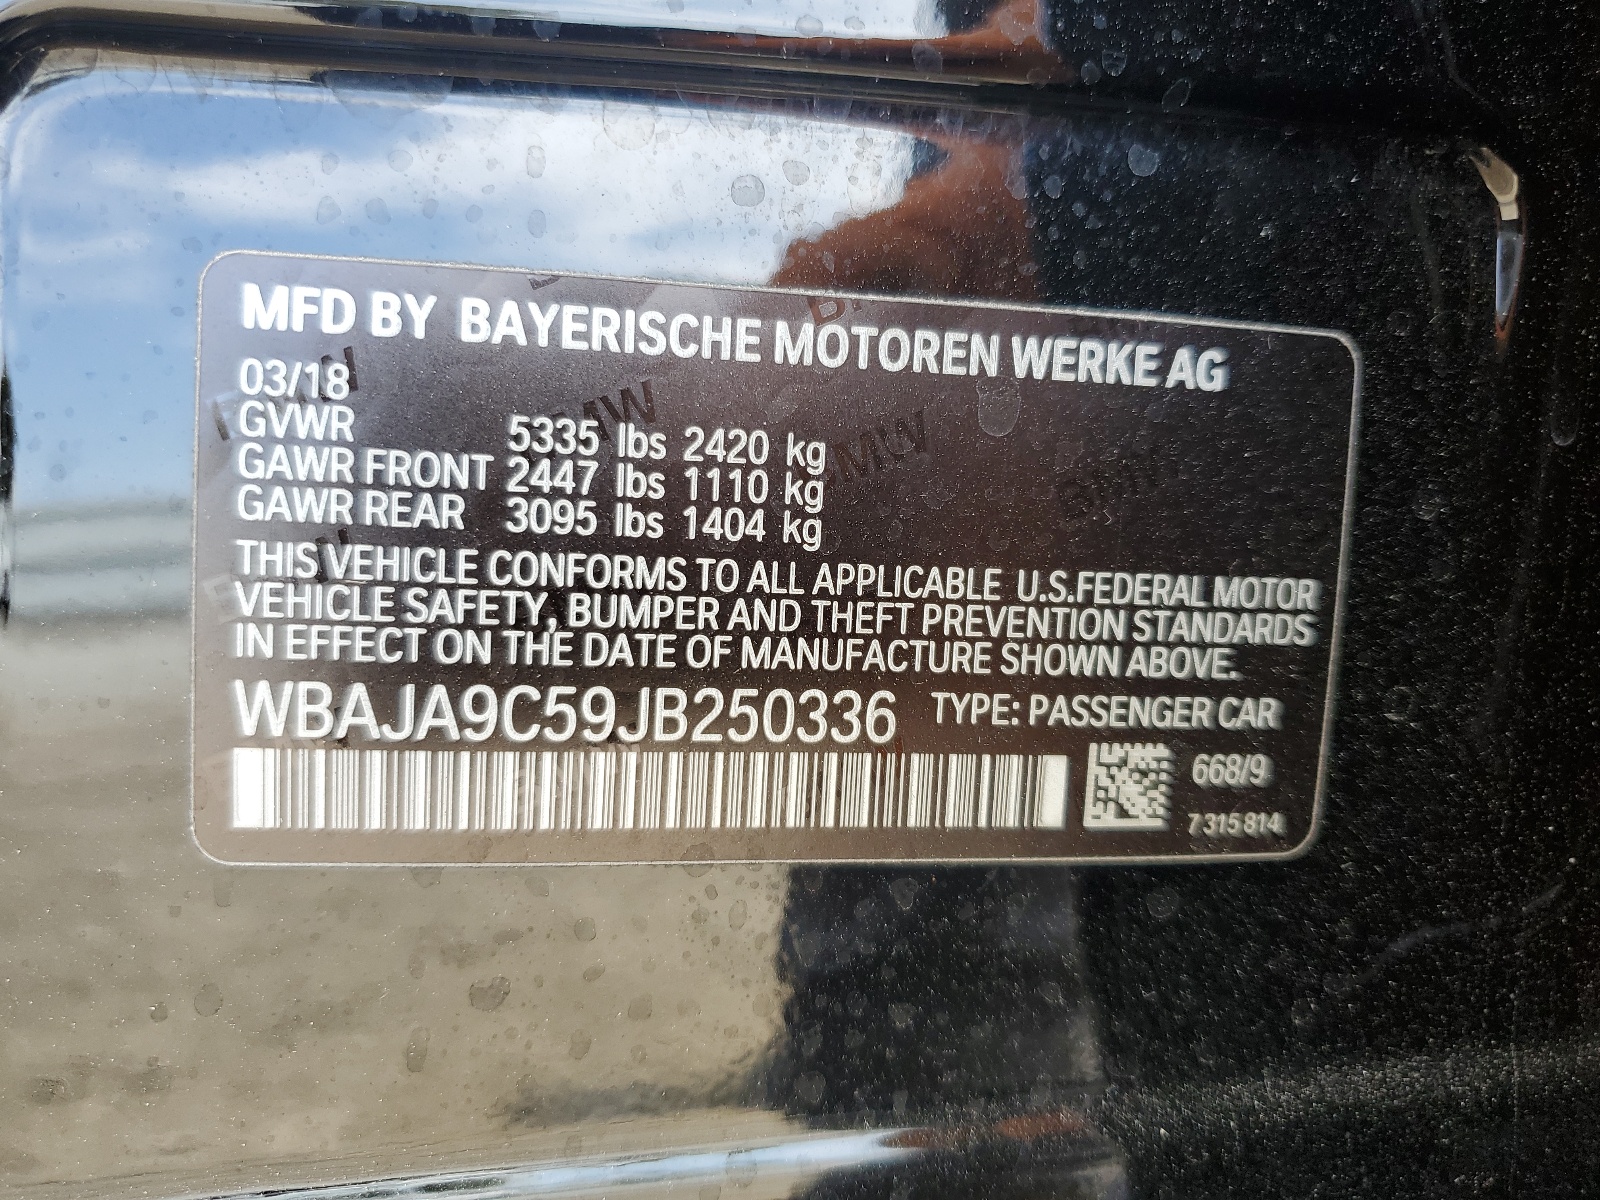 MFD BY BAYERISCHE MOTOREN WERKE AG
03/18
GVWR 5335 lbs 2420 kg
GAWR FRONT 2447 lbs 1110 kg
GAWR REAR 3095 lbs 1404 kg
THIS VEHICLE CONFORMS TO ALL APPLICABLE U.S.FEDERAL MOTOR
VEHICLE SAFETY, BUMPER AND THEFT PREVENTION STANDARDS
IN EFFECT ON THE DATE OF MANUFACTURE SHOWN ABOVE.
WBAJA9C59JB250336 TYPE: PASSENGER CAR
668/9
7 315 814